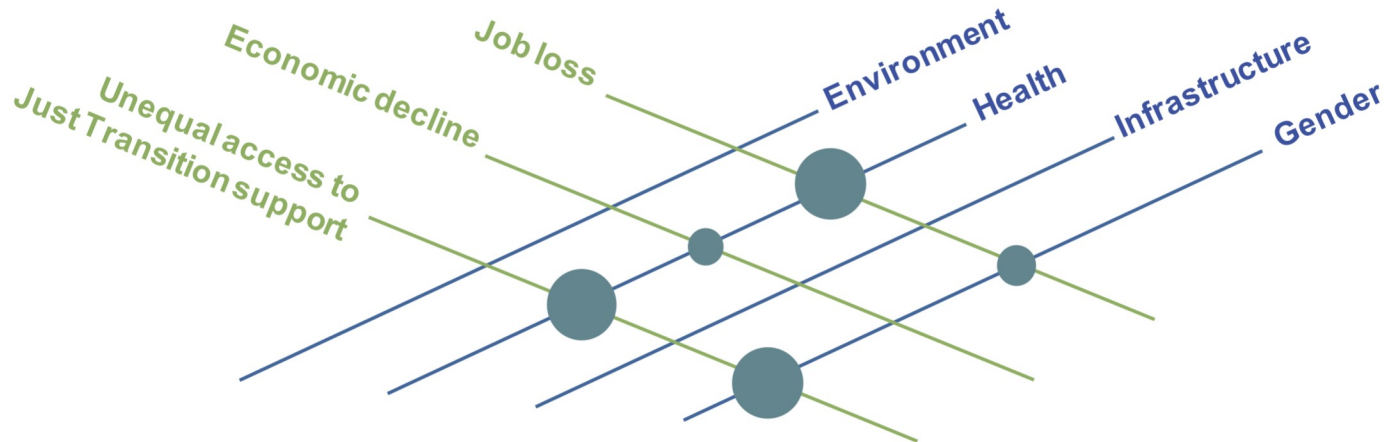 Unequal access to
Just Transition support
Economic decline
Job loss
Environment
Health
Infrastructure
Gender